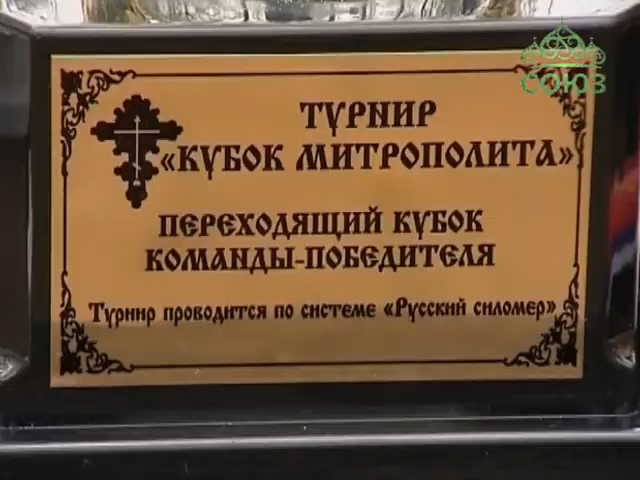 СОЮЗ
ТУРНИР
«КУБОК МИТРОПОЛИТА»
ПЕРЕХОДЯЩИЙ КУБОК
КОМАНДЫ-ПОБЕДИТЕЛЯ
Турнир проводится по системе «Русский силомер»